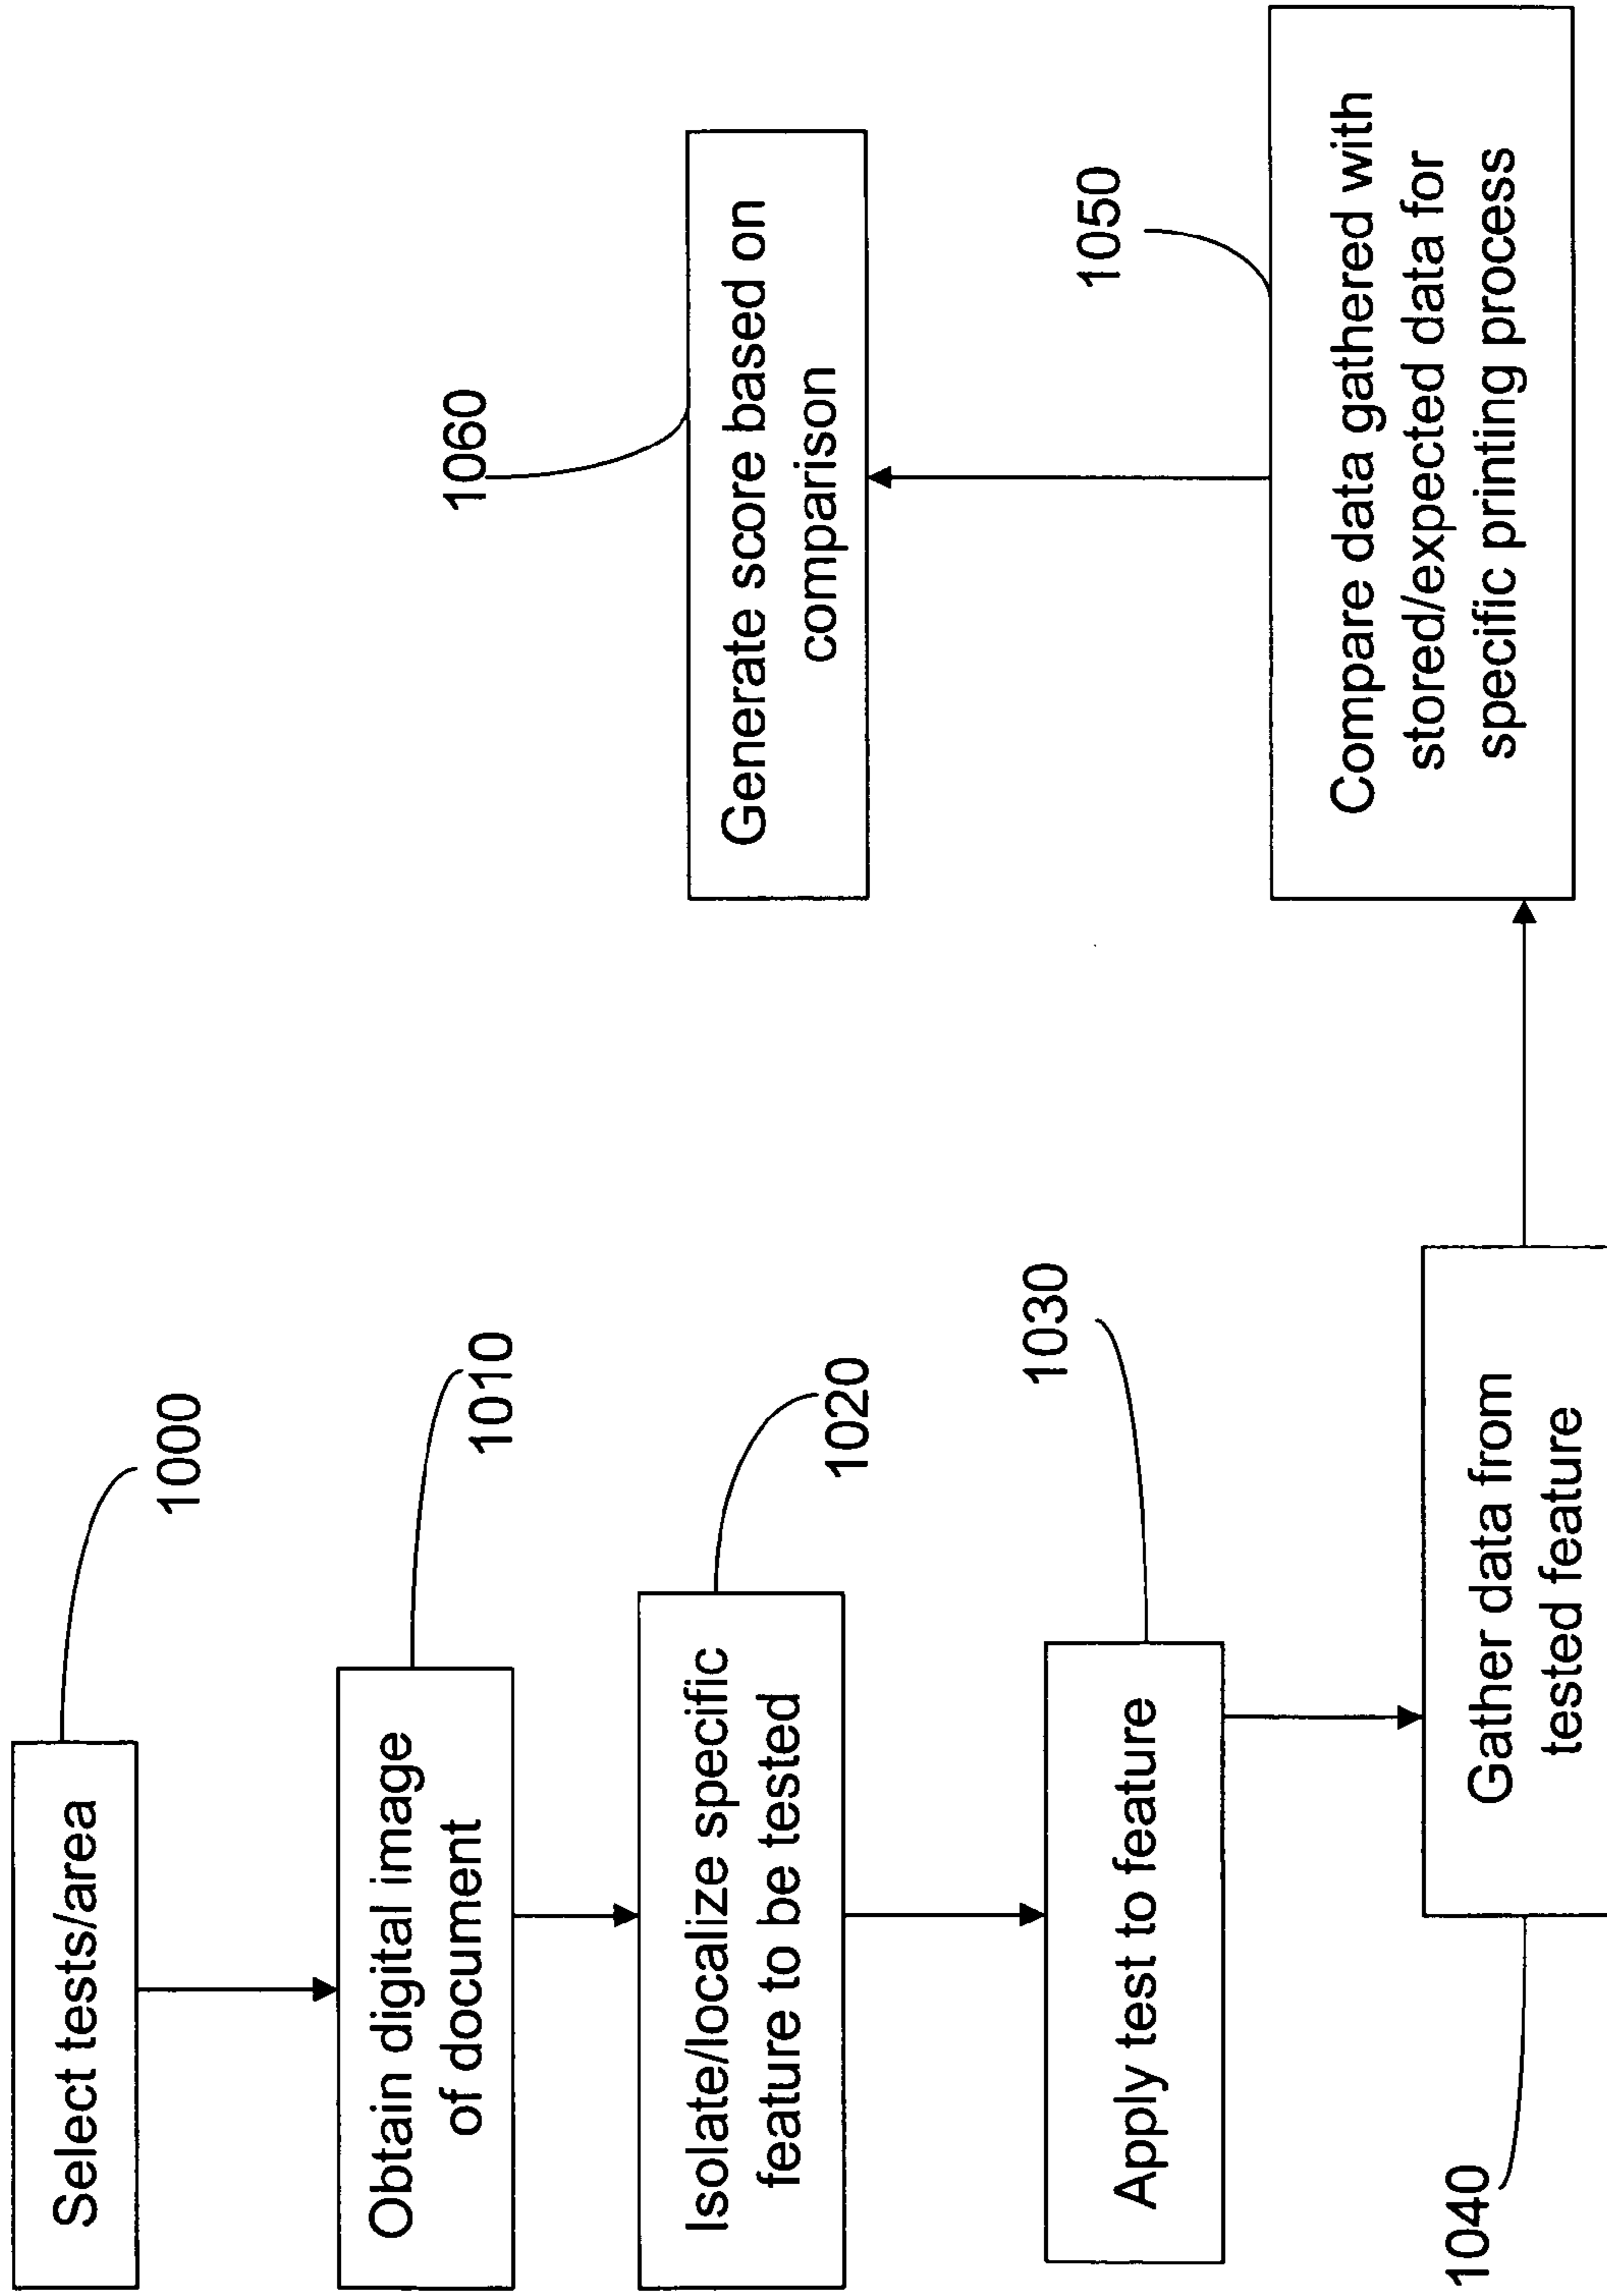 Select tests/area
1000
Obtain digital image
of document
1010
Isolate/localize specific
feature to be tested
1020
Apply test to feature
1030
Gather data from
tested feature
1040
Compare data gathered with
stored/expected data for
specific printing process
1050
Generate score based on
comparison
1060